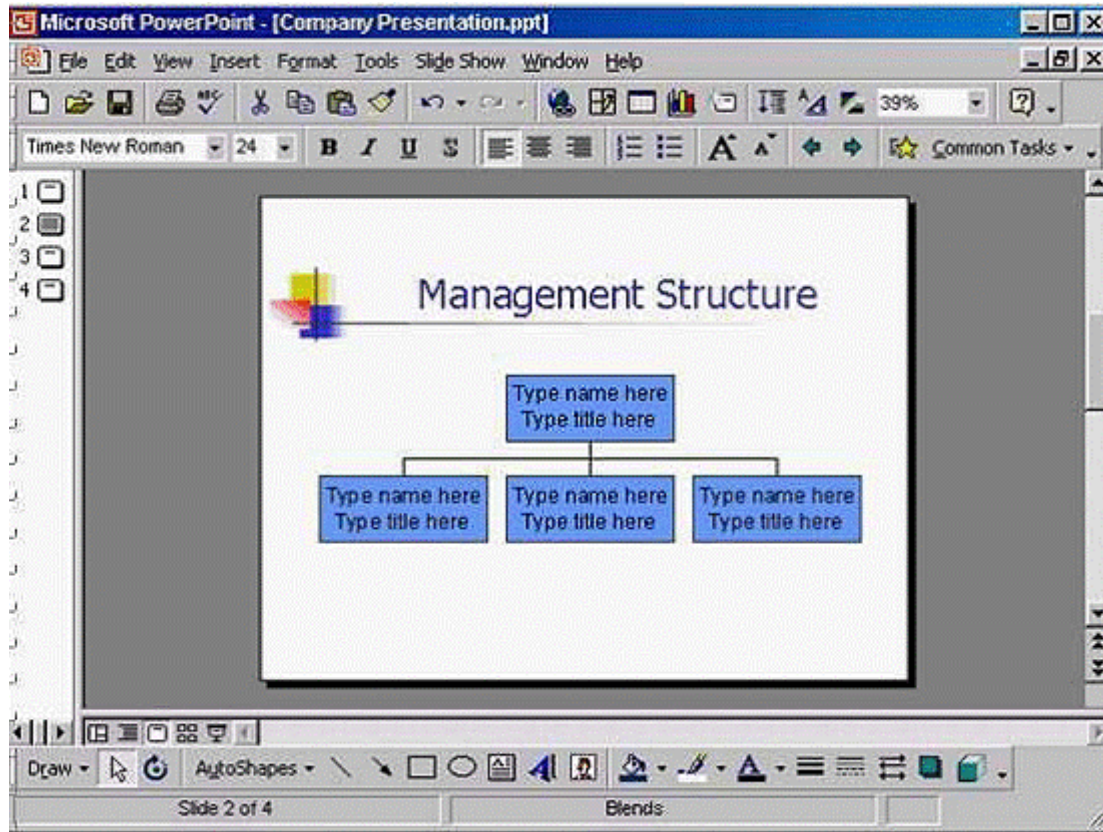 Microsoft PowerPoint - [Company Presentation.ppt]
File Edit View Insert Format Tools Slide Show Window Help
39%
Times New Roman 24 B I U S A A Common Tasks
1
2
3
4
Management Structure
Type name here
Type title here
Type name here
Type title here
Type name here
Type title here
Type name here
Type title here
Draw AutoShapes
Slide 2 of 4 Blends